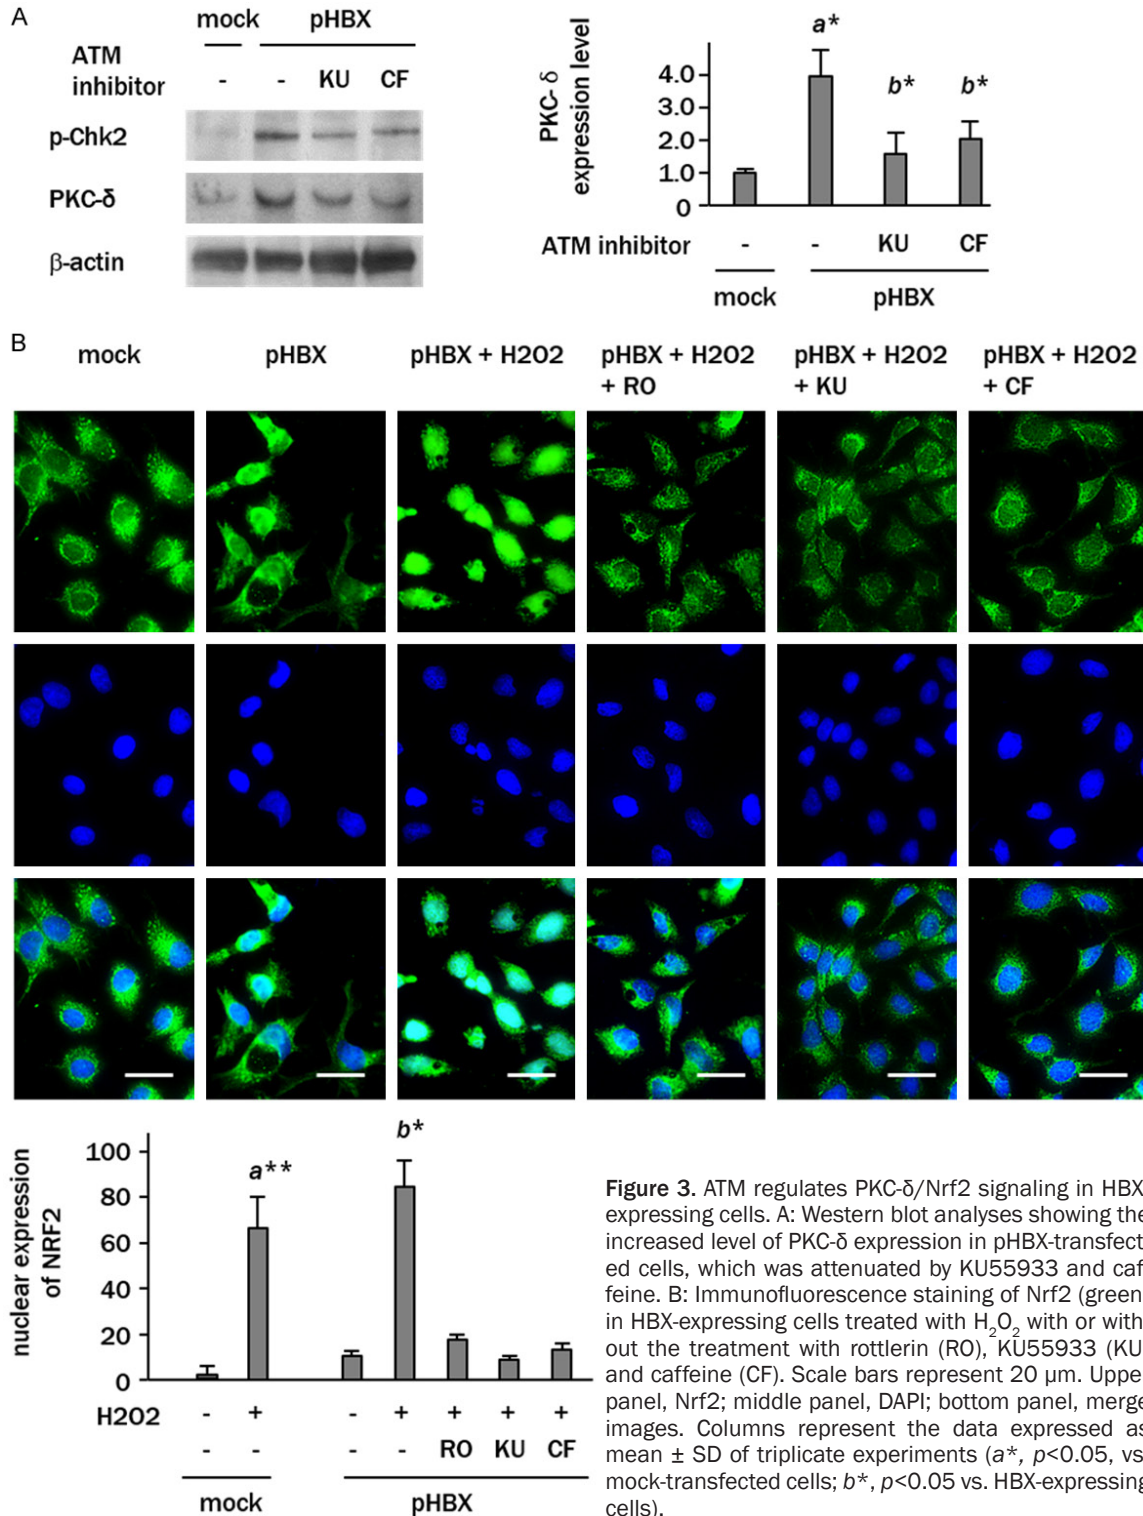 A
mock pHBX
ATM
inhibitor - - KU CF
p-Chk2
PKC-δ
β-actin
PKC- δ
expression level
4.0
3.0
2.0
1.0
0
a*
b* b*
ATM inhibitor - - KU CF
mock pHBX
B
mock pHBX pHBX + H2O2 pHBX + H2O2 pHBX + H2O2 pHBX + H2O2
+ RO + KU + CF
nuclear expression
of NRF2
100
80
60
40
20
0
a**
b*
H2O2 - + - + + + +
- - - - RO KU CF
mock pHBX
Figure 3. ATM regulates PKC-δ/Nrf2 signaling in HBX
expressing cells. A: Western blot analyses showing the
increased level of PKC-δ expression in pHBX-transfect
ed cells, which was attenuated by KU55933 and caf
feine. B: Immunofluorescence staining of Nrf2 (green
in HBX-expressing cells treated with H2O2 with or with
out the treatment with rottlerin (RO), KU55933 (KU
and caffeine (CF). Scale bars represent 20 μm. Uppe
panel, Nrf2; middle panel, DAPI; bottom panel, merge
images. Columns represent the data expressed as
mean ± SD of triplicate experiments (a*, p<0.05, vs
mock-transfected cells; b*, p<0.05 vs. HBX-expressing
cells).